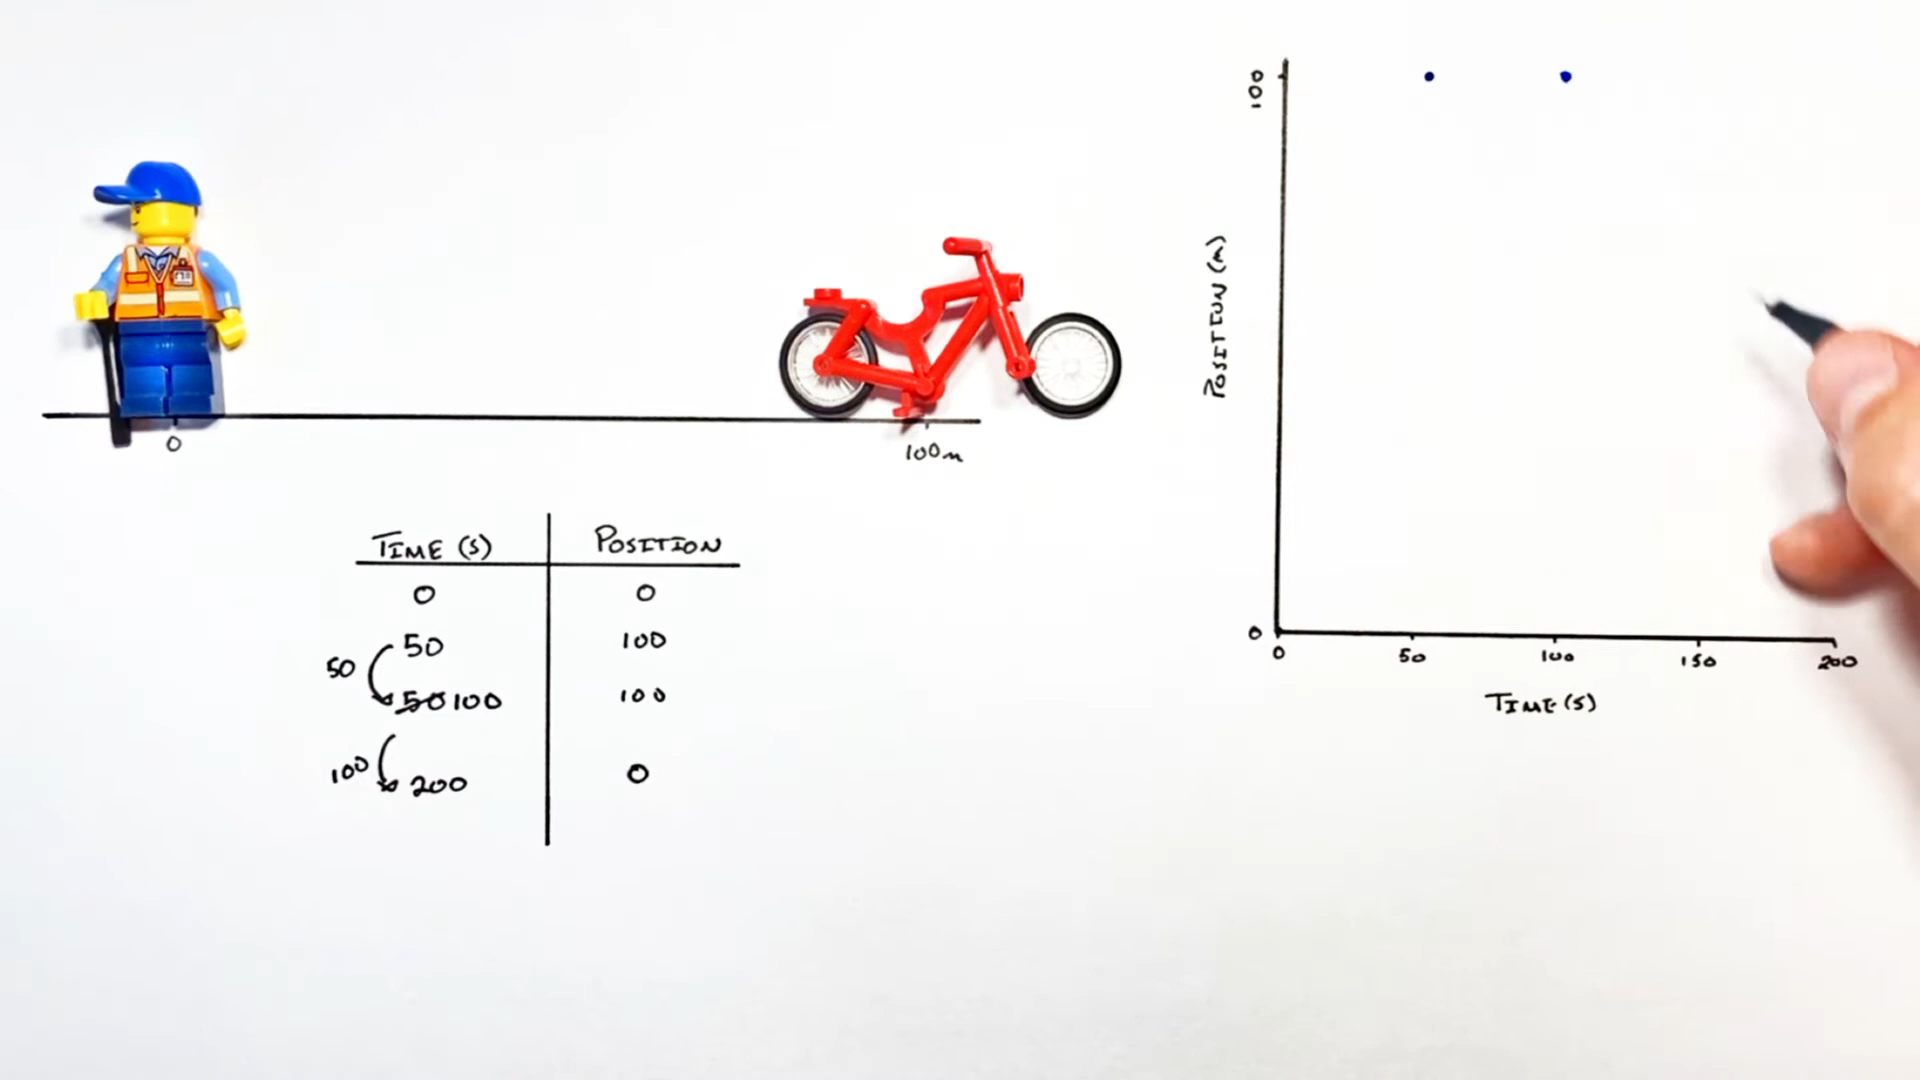 0
100m
TIME (S) POSITION
0 0
50 100
50
50 100 100
100
200 0
100
POSITION (m)
0
0 50 100 150 200
TIME (S)